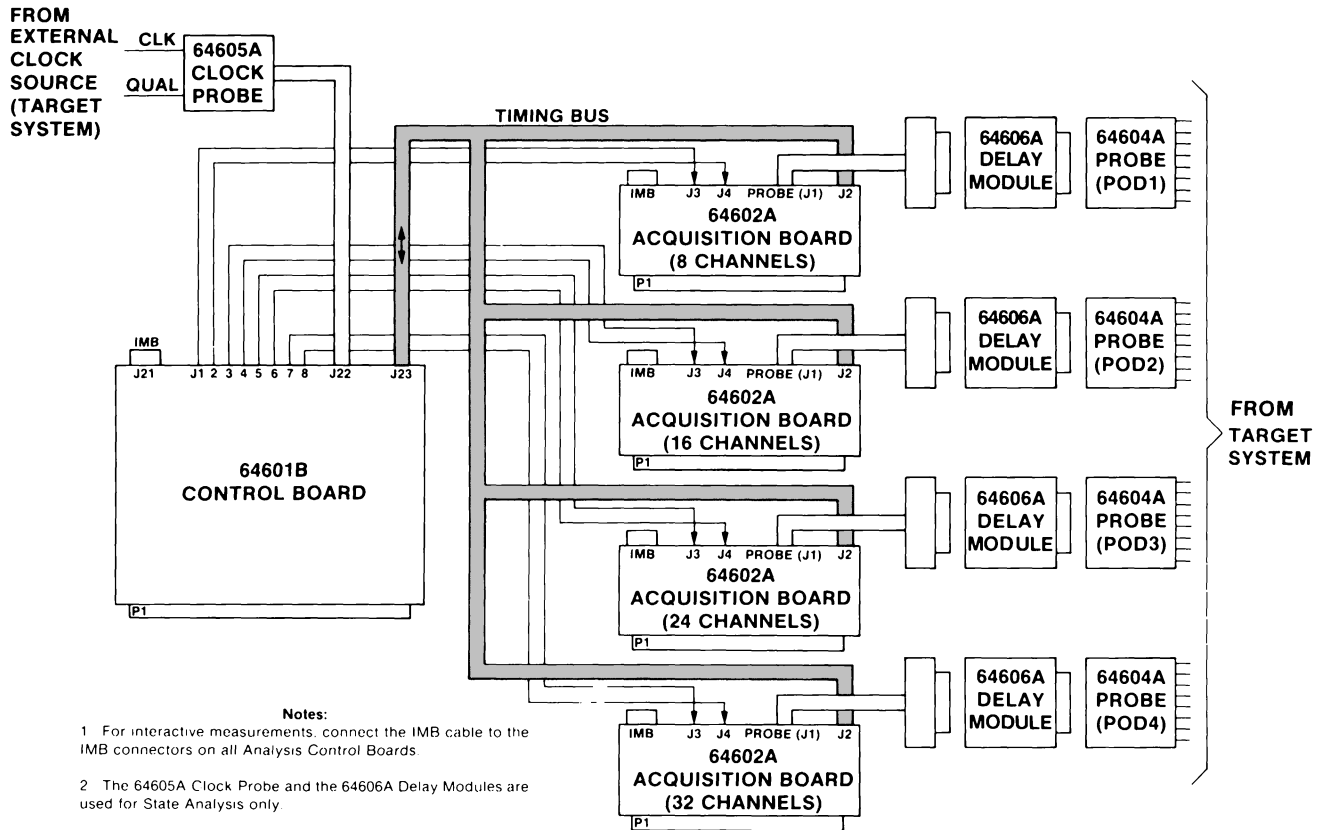 FROM
EXTERNAL
CLOCK
SOURCE
(TARGET
SYSTEM)
CLK
QUAL
64605A
CLOCK
PROBE
TIMING BUS
IMB J3 J4 PROBE (J1) J2
64602A
ACQUISITION BOARD
(8 CHANNELS)
P1
64606A
DELAY
MODULE
64604A
PROBE
(POD1)
IMB J3 J4 PROBE (J1) J2
64602A
ACQUISITION BOARD
(16 CHANNELS)
P1
64606A
DELAY
MODULE
64604A
PROBE
(POD2)
IMB
J21 J1 2 3 4 5 6 7 8 J22 J23
64601B
CONTROL BOARD
P1
FROM
TARGET
SYSTEM
IMB J3 J4 PROBE (J1) J2
64602A
ACQUISITION BOARD
(24 CHANNELS)
P1
64606A
DELAY
MODULE
64604A
PROBE
(POD3)
IMB J3 J4 PROBE (J1) J2
64602A
ACQUISITION BOARD
(32 CHANNELS)
P1
64606A
DELAY
MODULE
64604A
PROBE
(POD4)
Notes:
1 For interactive measurements, connect the IMB cable to the
IMB connectors on all Analysis Control Boards.
2 The 64605A Clock Probe and the 64606A Delay Modules are
used for State Analysis only.